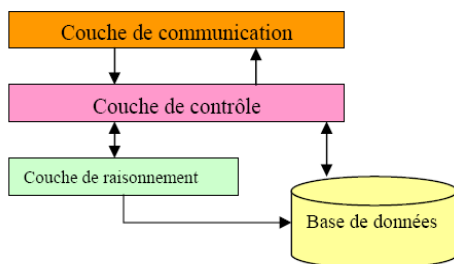 Couche de communication
Couche de contrôle
Couche de raisonnement
Base de données